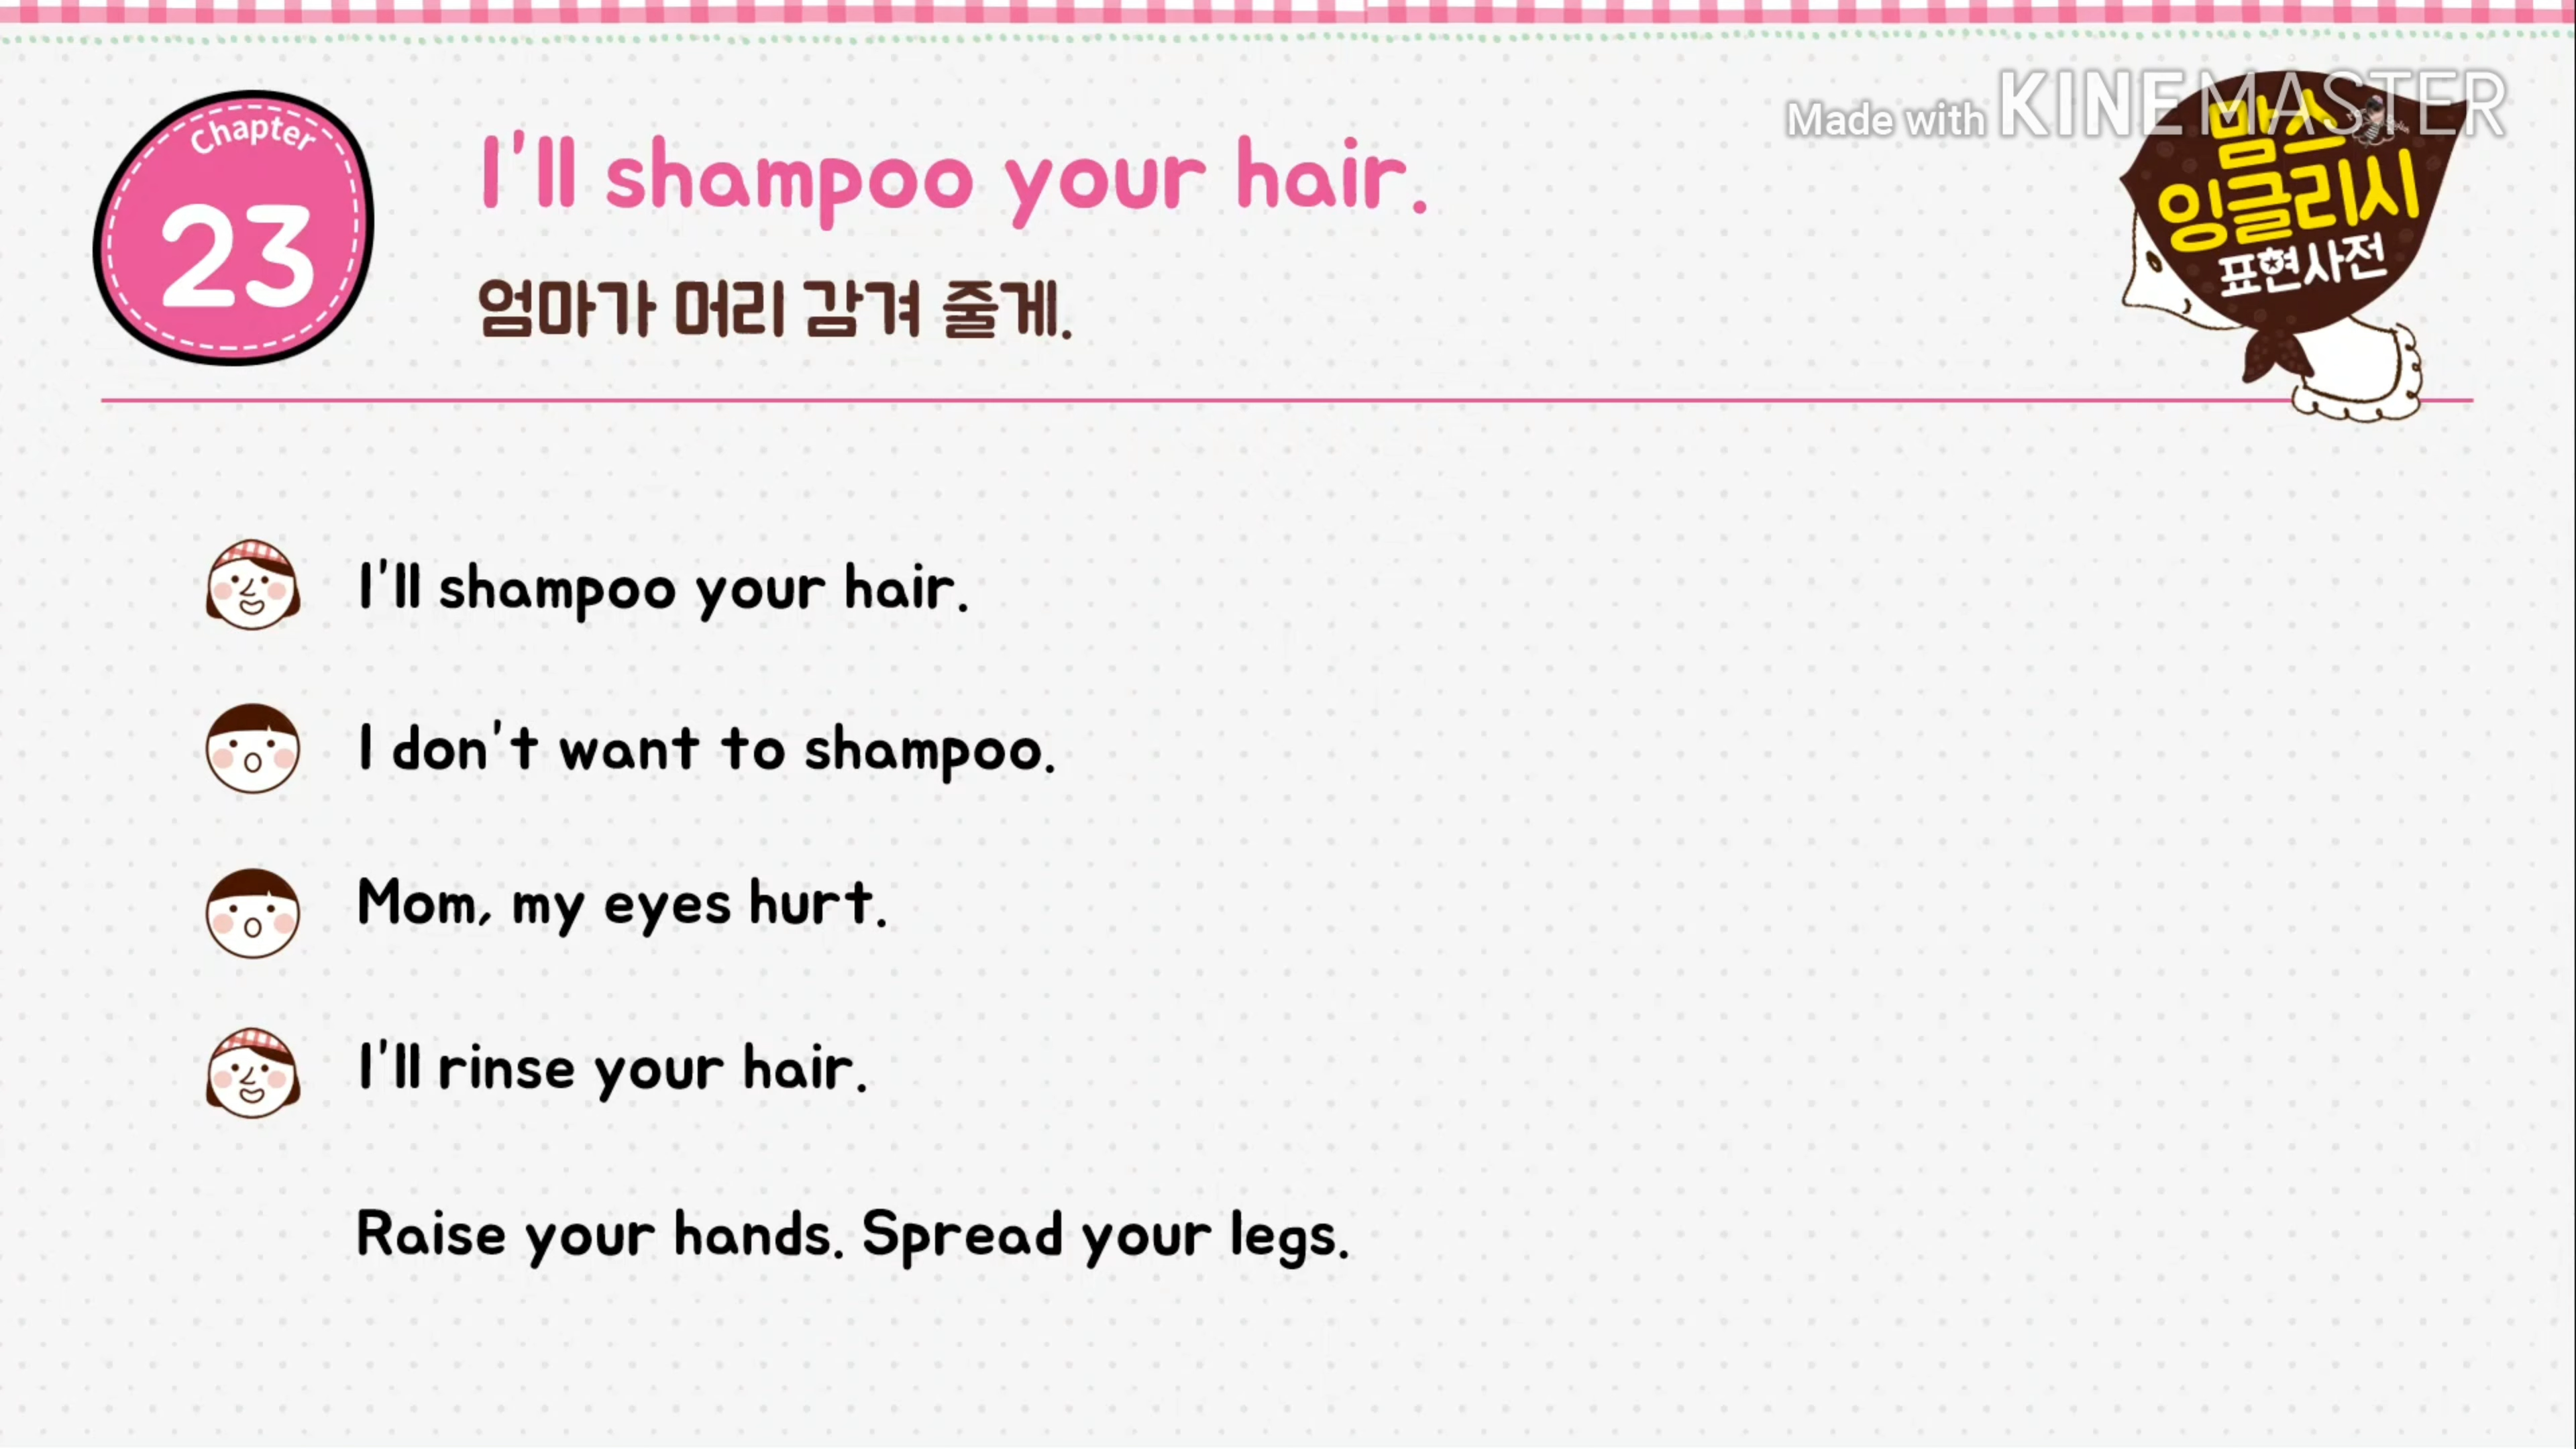 Made with KINEMASTER
Chapter
23
I'll shampoo your hair.
엄마가 머리 감겨 줄게.
맘스
잉글리시
표현사전
I'll shampoo your hair.
I don't want to shampoo.
Mom, my eyes hurt.
I'll rinse your hair.
Raise your hands. Spread your legs.